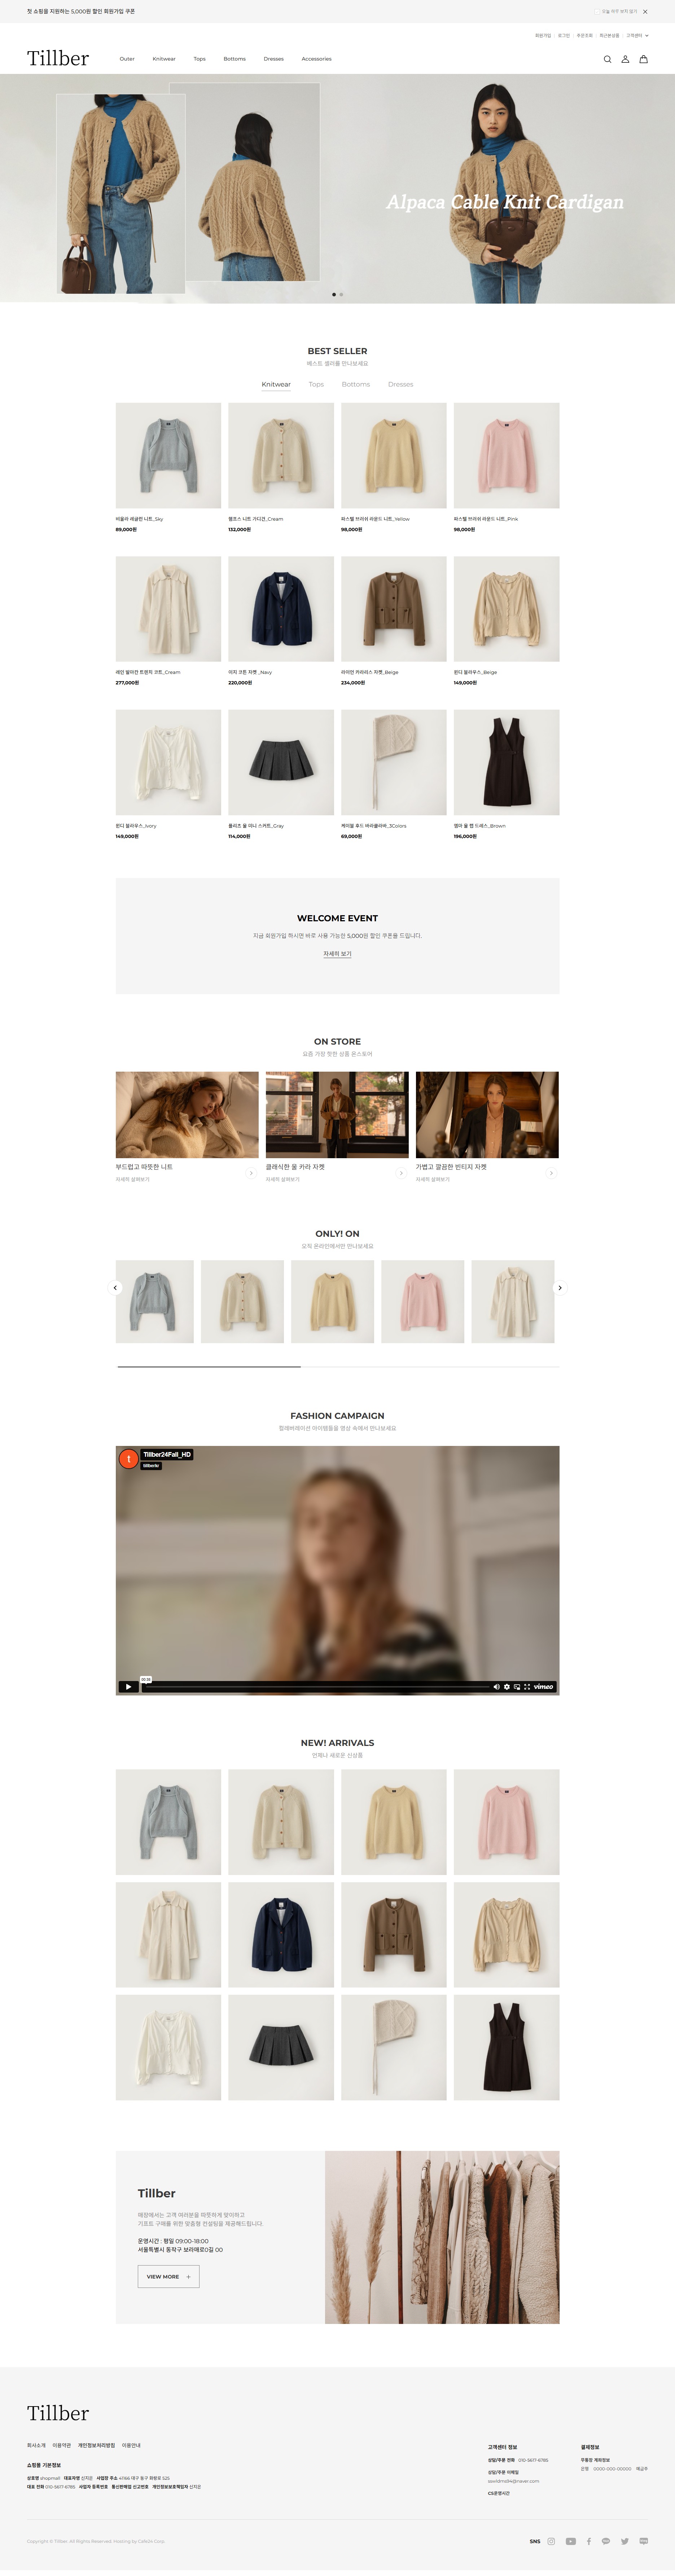 첫 쇼핑을 지원하는 5,000원 할인 회원가입 쿠폰
오늘 하루 보지 않기
회원가입 로그인 주문조회 최근본상품 고객센터
Tillber
Outer Knitwear Tops Bottoms Dresses Accessories
Alpaca Cable Knit Cardigan
BEST SELLER
베스트 셀러를 만나보세요
Knitwear Tops Bottoms Dresses
비올라 레글런 니트_Sky
89,000원
램프스 니트 가디건_Cream
132,000원
파스텔 브러쉬 라운드 니트_Yellow
98,000원
파스텔 브러쉬 라운드 니트_Pink
98,000원
레인 발마칸 트렌치 코트_Cream
277,000원
이지 코튼 자켓 _Navy
220,000원
라이언 카라리스 자켓_Beige
234,000원
윈디 블라우스_Beige
149,000원
윈디 블라우스_Ivory
149,000원
플리츠 울 미니 스커트_Gray
114,000원
케이블 후드 바라클라바_3Colors
69,000원
엘마 울 랩 드레스_Brown
196,000원
WELCOME EVENT
지금 회원가입 하시면 바로 사용 가능한 5,000원 할인 쿠폰을 드립니다.
자세히 보기
ON STORE
요즘 가장 핫한 상품 온스토어
부드럽고 따뜻한 니트
자세히 살펴보기
클래식한 울 카라 자켓
자세히 살펴보기
가볍고 깔끔한 빈티지 자켓
자세히 살펴보기
ONLY! ON
오직 온라인에서만 만나보세요
FASHION CAMPAIGN
컬래버레이션 아이템들을 영상 속에서 만나보세요
t
Tillber24Fall_HD
tillberkr
00:38
vimeo
NEW! ARRIVALS
언제나 새로운 신상품
Tillber
매장에서는 고객 여러분을 따뜻하게 맞이하고
기프트 구매를 위한 맞춤형 컨설팅을 제공해드립니다.
운영시간 : 평일 09:00-18:00
서울특별시 동작구 보라매로0길 00
VIEW MORE +
Tillber
회사소개 이용약관 개인정보처리방침 이용안내
쇼핑몰 기본정보
상호명 shopmall 대표자명 신지은 사업장 주소 41166 대구 동구 화랑로 525
대표 전화 010-5617-6785 사업자 등록번호 통신판매업 신고번호 개인정보보호책임자 신지은
고객센터 정보
상담/주문 전화 010-5617-6785
상담/주문 이메일
CS운영시간
결제정보
무통장 계좌정보
은행 0000-000-00000 예금주
Copyright © Tillber. All Rights Reserved. Hosting by Cafe24 Corp.
SNS